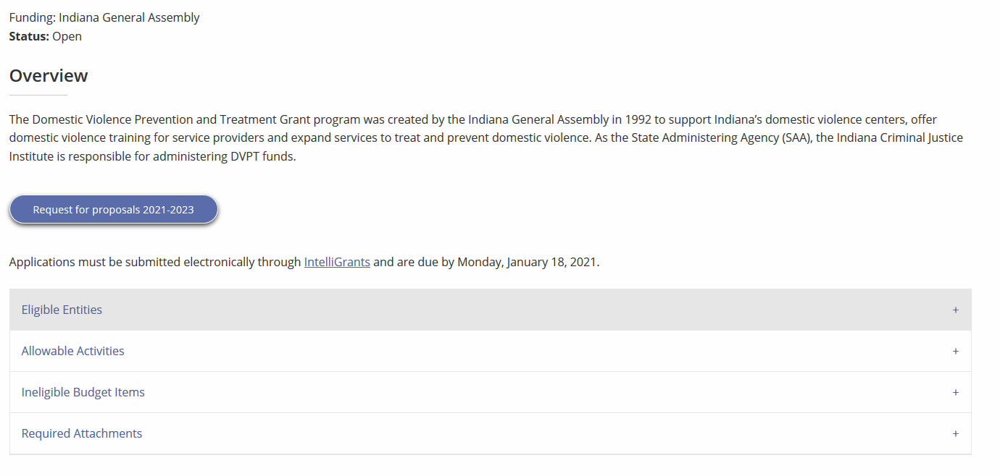 Funding: Indiana General Assembly
Status: Open
Overview
The Domestic Violence Prevention and Treatment Grant program was created by the Indiana General Assembly in 1992 to support Indiana’s domestic violence centers, offer
domestic violence training for service providers and expand services to treat and prevent domestic violence. As the State Administering Agency (SAA), the Indiana Criminal Justice
Institute is responsible for administering DVPT funds.
Request for proposals 2021-2023
Applications must be submitted electronically through IntelliGrants and are due by Monday, January 18, 2021.
Eligible Entities +
Allowable Activities +
Ineligible Budget Items +
Required Attachments +